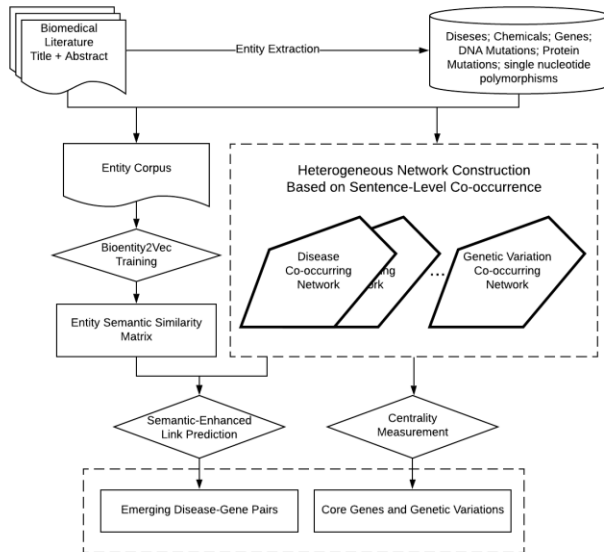 Biomedical
Literature
Title + Abstract
Entity Extraction
Diseses; Chemicals; Genes;
DNA Mutations; Protein
Mutations; single nucleotide
polymorphisms
Entity Corpus
Heterogeneous Network Construction
Based on Sentence-Level Co-occurrence
Bioentity2Vec
Training
Disease
Co-occurring
Network
...
Genetic Variation
Co-occurring
Network
Entity Semantic Similarity
Matrix
Semantic-Enhanced
Link Prediction
Centrality
Measurement
Emerging Disease-Gene Pairs
Core Genes and Genetic Variations